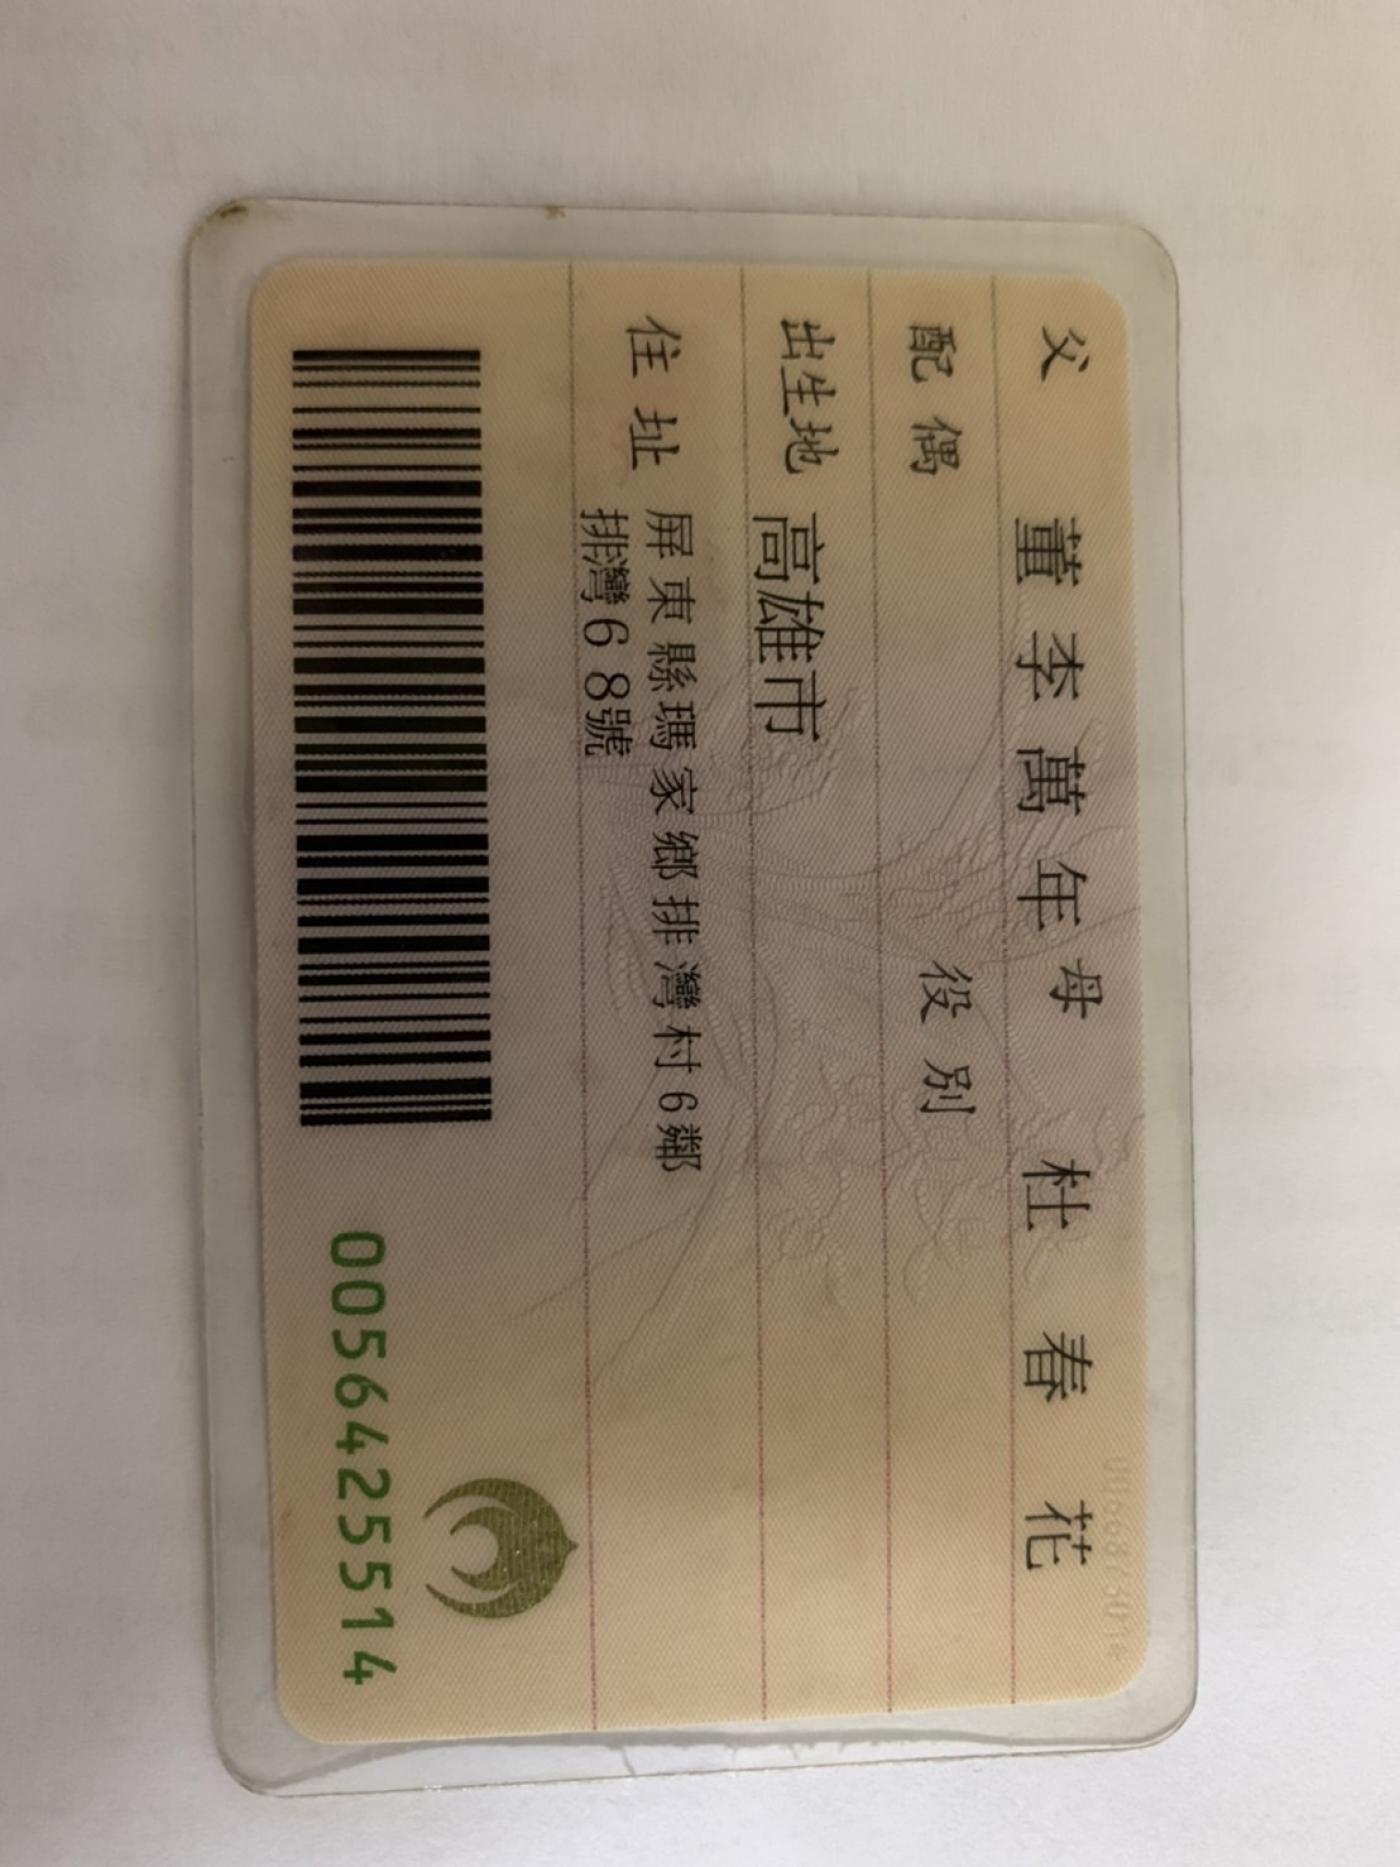 父 董李萬年 母 杜春花
配偶 役別
出生地 高雄市
住址 屏東縣瑪家鄉排灣村6鄰
排灣68號
0056425514